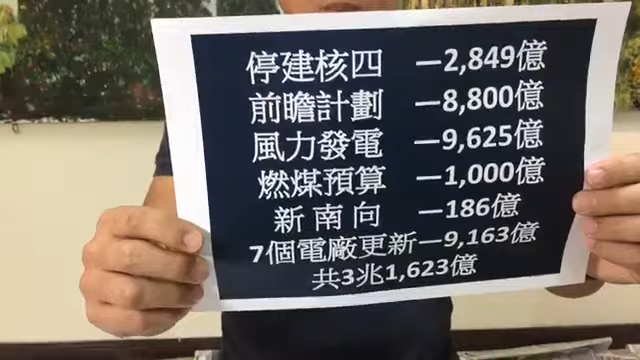 停建核四 —2,849億
前瞻計劃 —8,800億
風力發電 —9,625億
燃煤預算 —1,000億
新南向 —186億
7個電廠更新—9,163億
共3兆1,623億